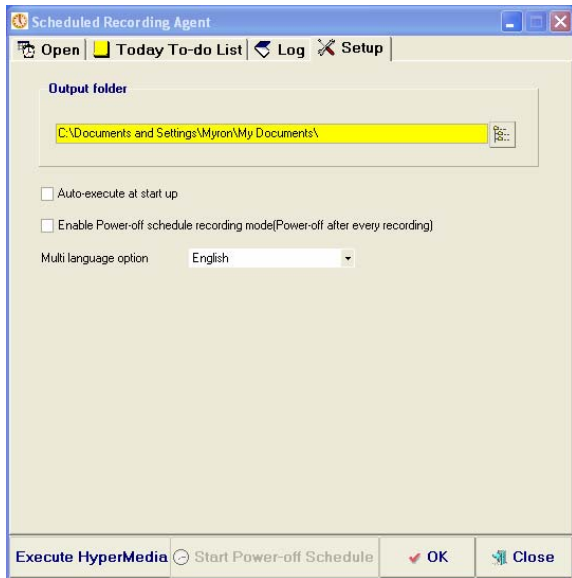 Scheduled Recording Agent
Open Today To-do List Log Setup
Output folder
C:\Documents and Settings\Myron\My Documents\
Auto-execute at start up
Enable Power-off schedule recording mode(Power-off after every recording)
Multi language option English
Execute HyperMedia Start Power-off Schedule OK Close